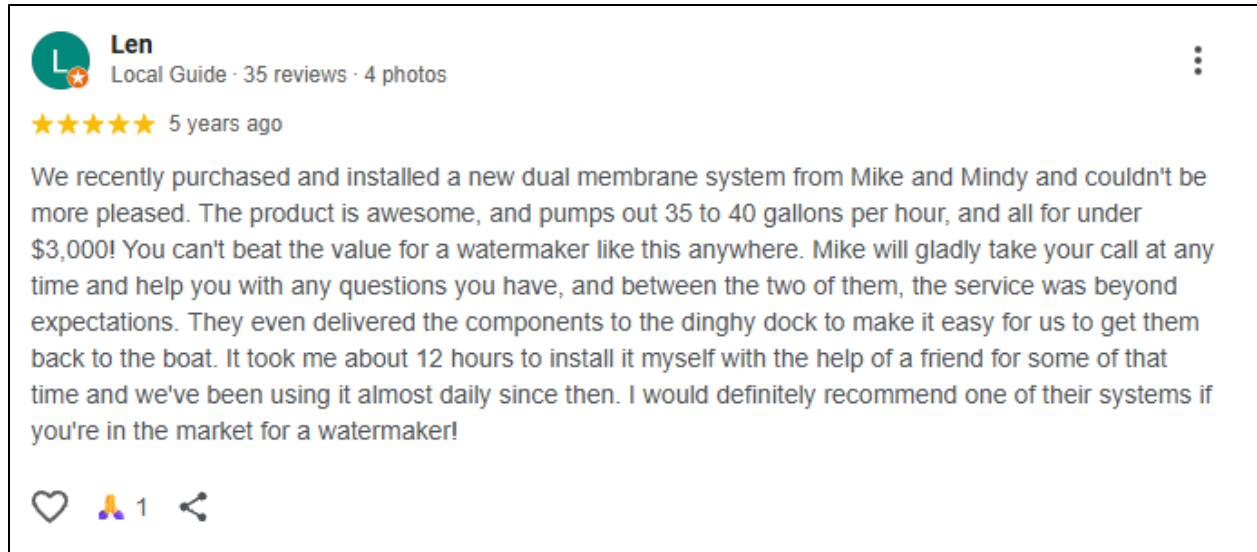 L
Len
Local Guide · 35 reviews · 4 photos
5 years ago
We recently purchased and installed a new dual membrane system from Mike and Mindy and couldn't be
more pleased. The product is awesome, and pumps out 35 to 40 gallons per hour, and all for under
$3,000! You can't beat the value for a watermaker like this anywhere. Mike will gladly take your call at any
time and help you with any questions you have, and between the two of them, the service was beyond
expectations. They even delivered the components to the dinghy dock to make it easy for us to get them
back to the boat. It took me about 12 hours to install it myself with the help of a friend for some of that
time and we've been using it almost daily since then. I would definitely recommend one of their systems if
you're in the market for a watermaker!
1